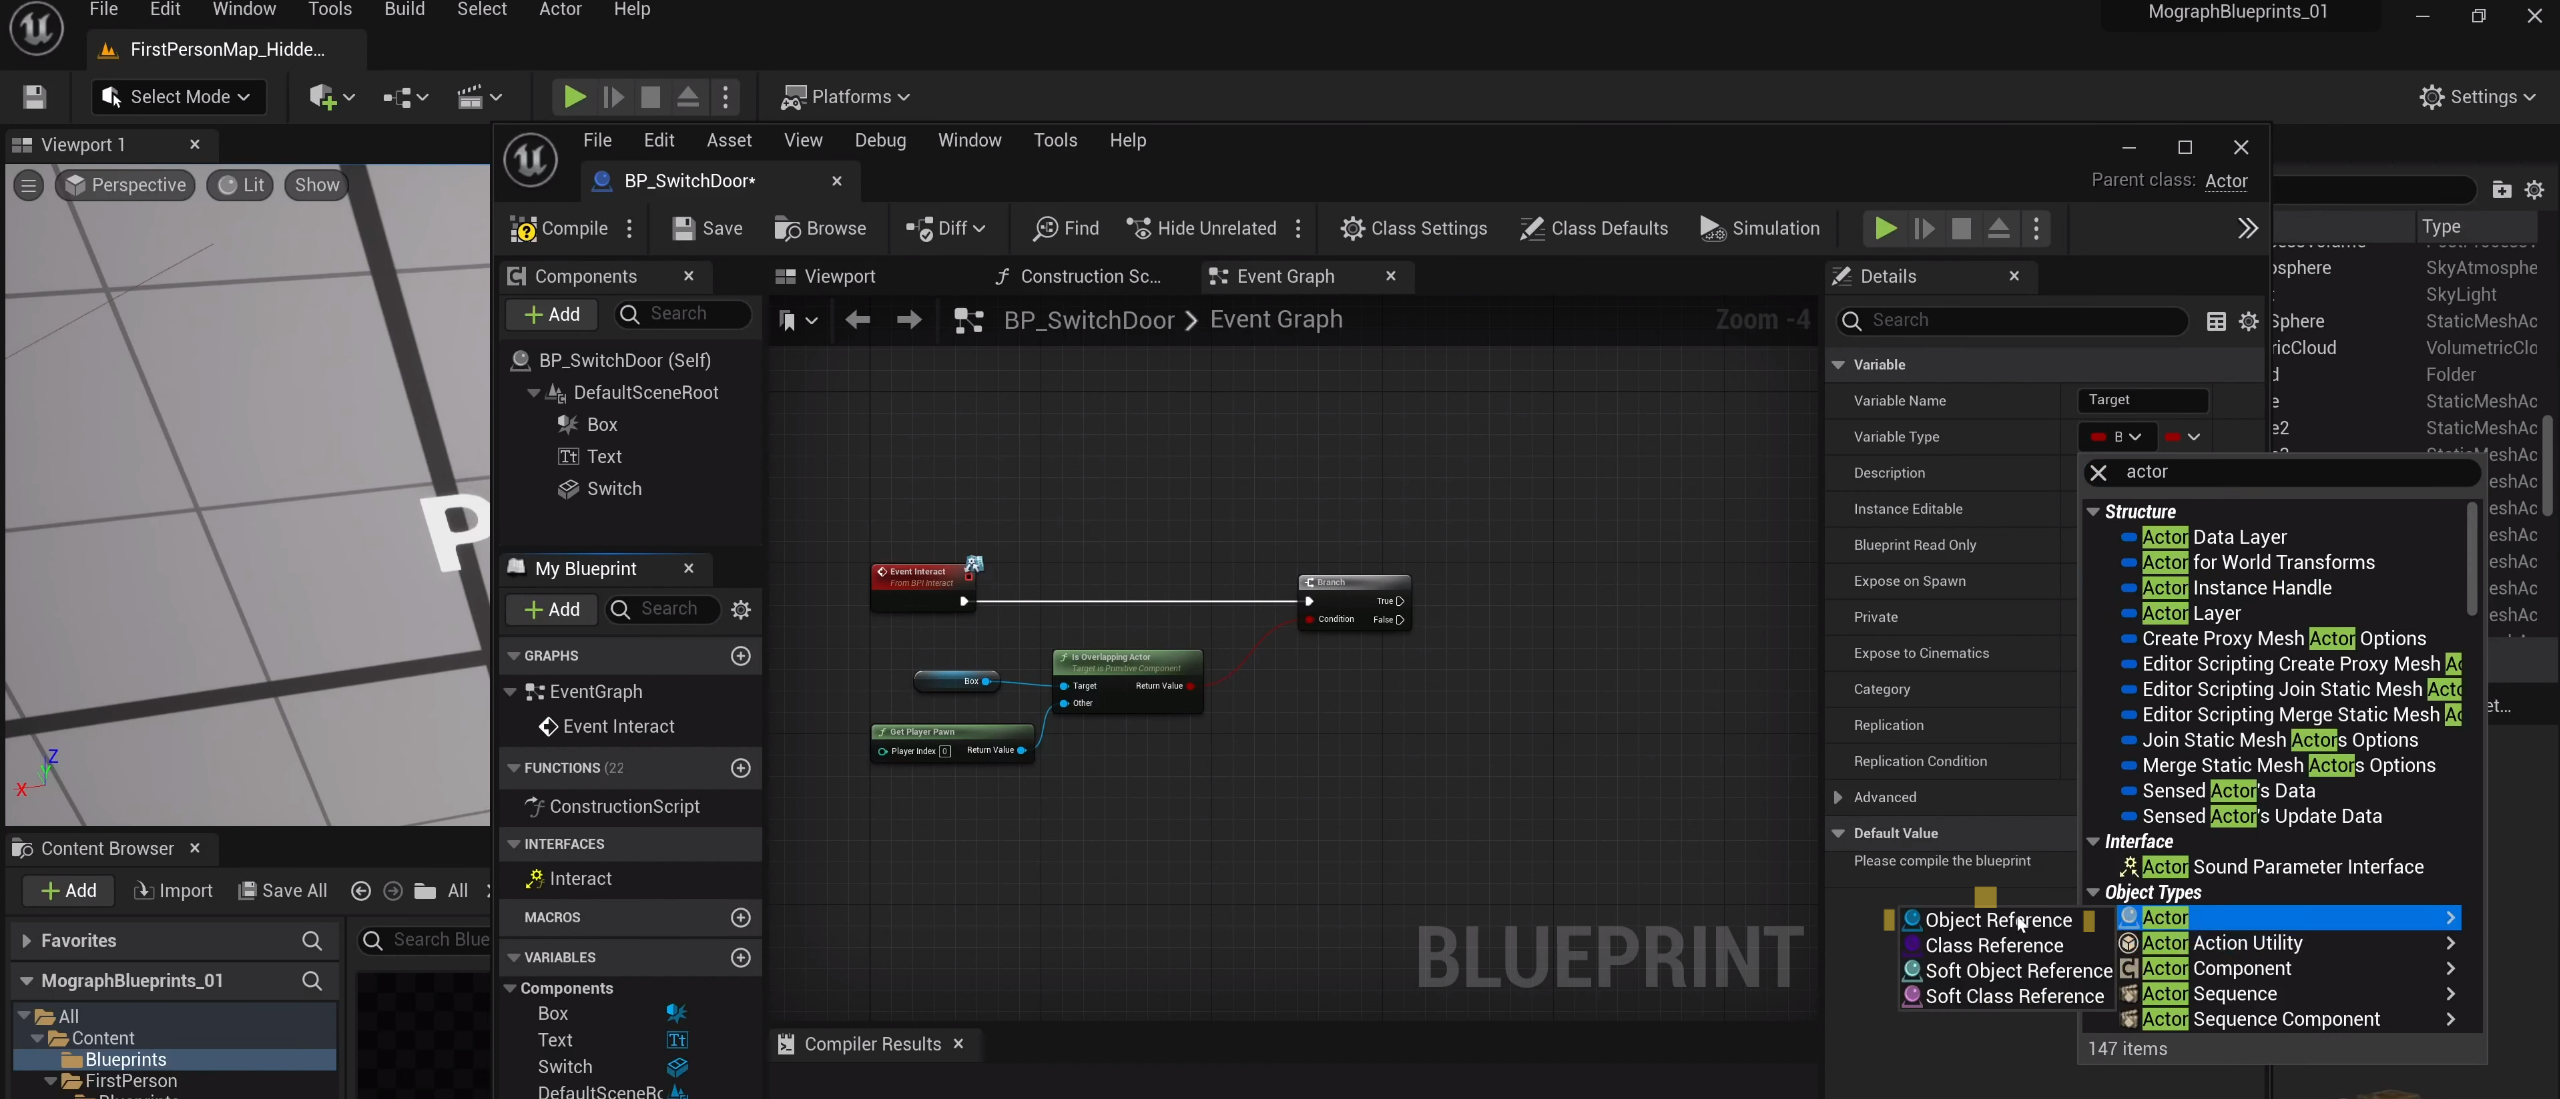 File Edit Window Tools Build Select Actor Help
MographBlueprints_01
FirstPersonMap_Hidde...
Select Mode
Platforms
Settings
Viewport 1
Perspective
Lit
Show
P
File Edit Asset View Debug Window Tools Help
BP_SwitchDoor*
Parent class: Actor
Compile
Save
Browse
Diff
Find
Hide Unrelated
Class Settings
Class Defaults
Simulation
Components
Add
Search
BP_SwitchDoor (Self)
DefaultSceneRoot
Box
Text
Switch
My Blueprint
Add
Search
GRAPHS
EventGraph
Event Interact
FUNCTIONS (22
ConstructionScript
INTERFACES
Interact
MACROS
VARIABLES
Components
Box
Text
Switch
DefaultSceneRo
Viewport
Construction Sc...
Event Graph
BP_SwitchDoor > Event Graph
Zoom -4
Event Interact
From BPI Interact
Branch
True
Condition
False
Is Overlapping Actor
Target is Primitive Component
Target
Return Value
Other
Box
Get Player Pawn
Player Index 0
Return Value
BLUEPRINT
Compiler Results
Details
Search
Variable
Variable Name
Target
Variable Type
B
Description
Instance Editable
Blueprint Read Only
Expose on Spawn
Private
Expose to Cinematics
Category
Replication
Replication Condition
Advanced
Default Value
Please compile the blueprint
actor
Structure
Actor Data Layer
Actor for World Transforms
Actor Instance Handle
Actor Layer
Create Proxy Mesh Actor Options
Editor Scripting Create Proxy Mesh Ac
Editor Scripting Join Static Mesh Acto
Editor Scripting Merge Static Mesh Ac
Join Static Mesh Actors Options
Merge Static Mesh Actors Options
Sensed Actor's Data
Sensed Actor's Update Data
Interface
Actor Sound Parameter Interface
Object Types
Actor
Actor Action Utility
Actor Component
Actor Sequence
Actor Sequence Component
147 items
Object Reference
Class Reference
Soft Object Reference
Soft Class Reference
Type
osphere
SkyAtmosphe
SkyLight
Sphere
StaticMeshAc
ricCloud
VolumetricClo
d
Folder
e
StaticMeshAc
e2
StaticMeshAc
eshAc
eshAc
eshAc
eshAc
eshAc
eshAc
et...
Content Browser
Add
Import
Save All
All
Favorites
Search Blue
MographBlueprints_01
All
Content
Blueprints
FirstPerson